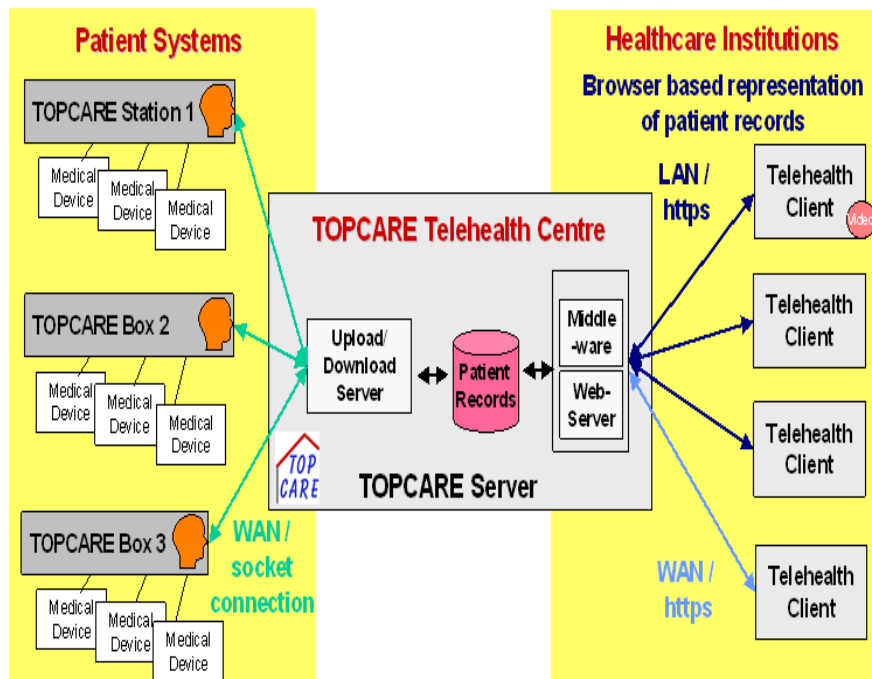 Patient Systems
TOPCARE Station 1
Medical
Device
Medical
Device
Medical
Device
TOPCARE Box 2
Medical
Device
Medical
Device
Medical
Device
TOPCARE Box 3
Medical
Device
Medical
Device
Medical
Device
WAN /
socket
connection
TOPCARE Telehealth Centre
Upload/
Download
Server
Patient
Records
Middle
-ware
Web-
Server
TOP
CARE
TOPCARE Server
Healthcare Institutions
Browser based representation
of patient records
LAN /
https
Telehealth
Client
Video
Telehealth
Client
Telehealth
Client
WAN /
https
Telehealth
Client